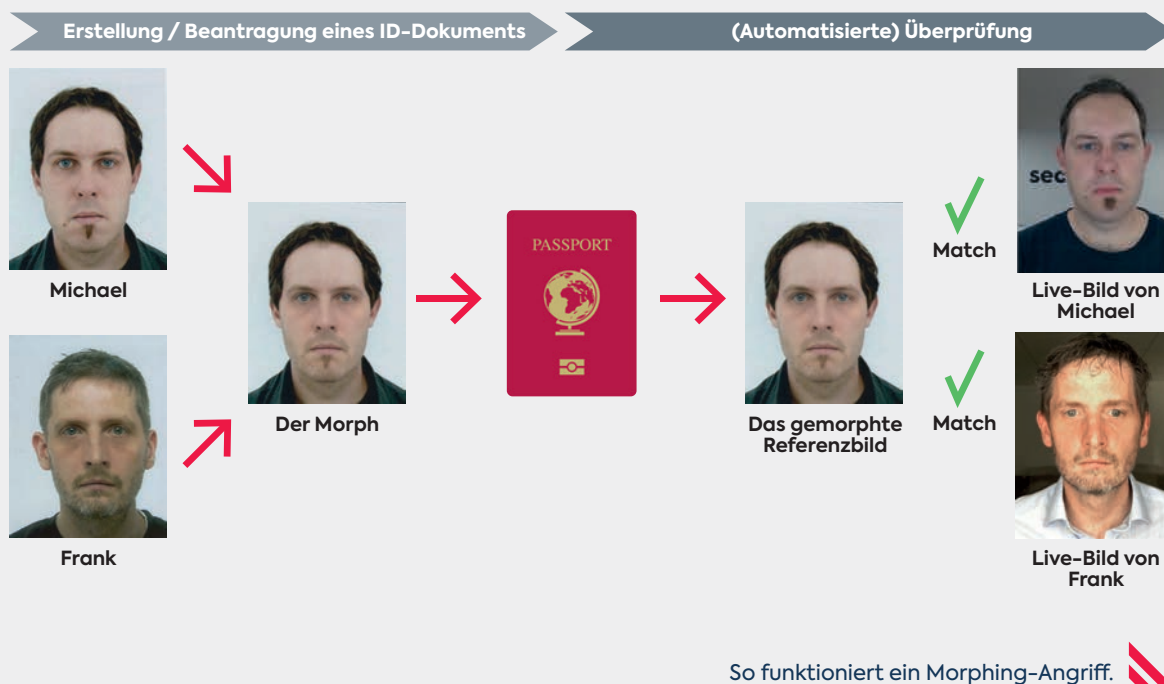 Erstellung / Beantragung eines ID-Dokuments
(Automatisierte) Überprüfung
Michael
Frank
Der Morph
PASSPORT
Das gemorphte
Referenzbild
Match
Match
sec
Live-Bild von
Michael
Live-Bild von
Frank
So funktioniert ein Morphing-Angriff.